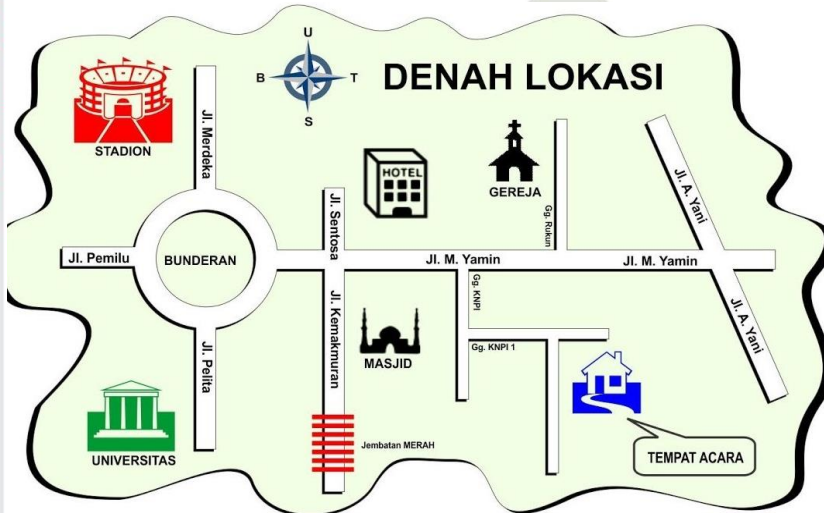 U
B
T
S
DENAH LOKASI
STADION
Jl. Merdeka
HOTEL
GEREJA
Jl. Sentosa
Gg. Rukun
Jl. A. Yani
Jl. Pemilu
BUNDERAN
Jl. M. Yamin
Jl. M. Yamin
Gg. KNPI
Jl. Kemakmuran
Jl. A. Yani
Jl. Pelita
MASJID
Gg. KNPI 1
UNIVERSITAS
Jembatan MERAH
TEMPAT ACARA